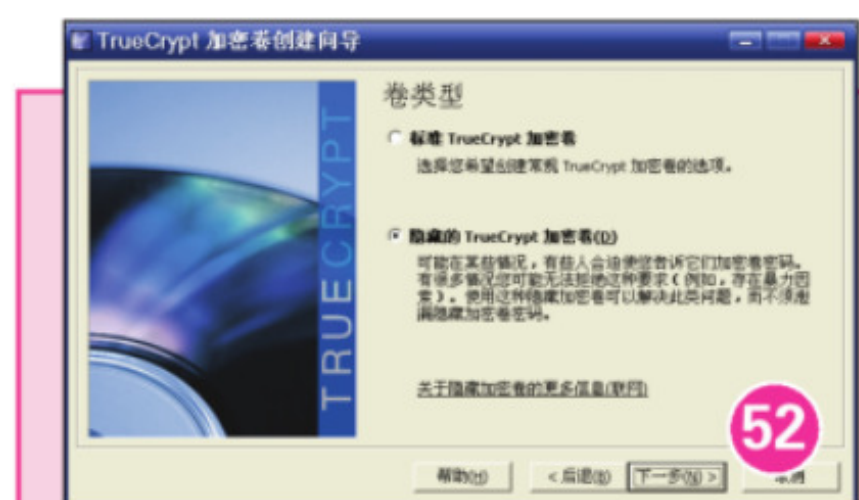 TrueCrypt 加密卷创建向导
TRUECRYPT
卷类型
标准 TrueCrypt 加密卷
选择您希望创建常规 TrueCrypt 加密卷的选项。
隐藏的 TrueCrypt 加密卷(D)
可能在某些情况，有些人会迫使您告诉它们加密卷密码。
有很多情况您可能无法拒绝这种要求(例如，存在暴力因
素)。使用这种隐藏加密卷可以解决此类问题，而不须泄
漏隐藏加密卷密码。
关于隐藏加密卷的更多信息(联网)
52
帮助(H)
<后退(B)
下一步(N) >
取消